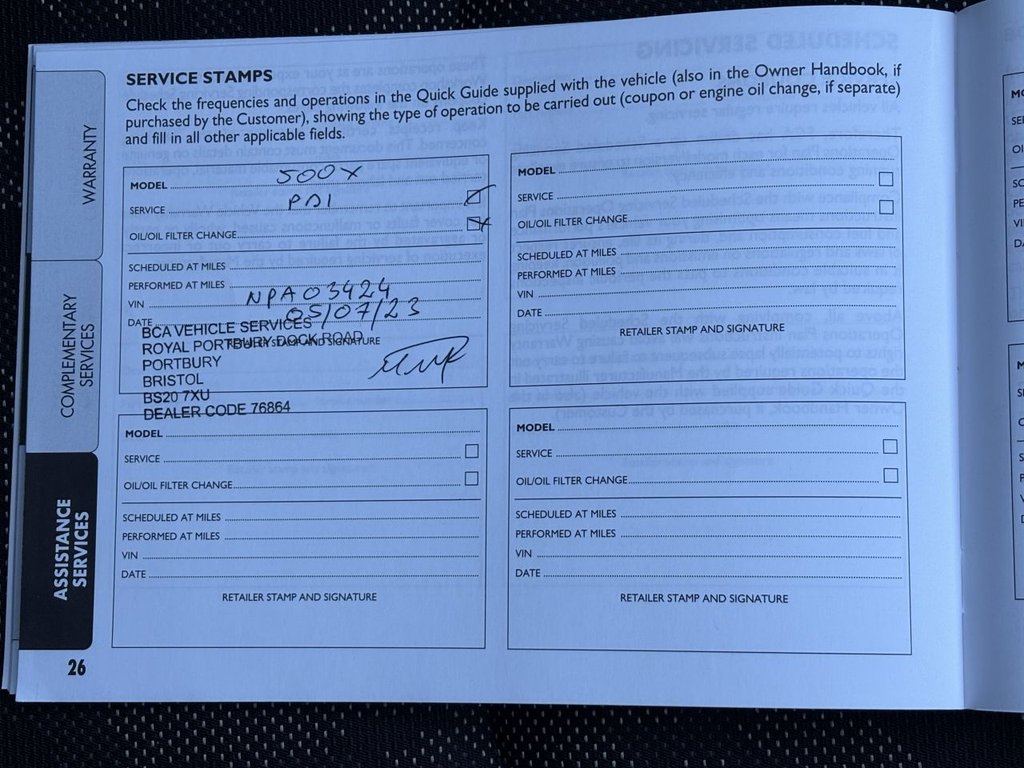 SERVICE STAMPS
Check the frequencies and operations in the Quick Guide supplied with the vehicle (also in the Owner Handbook, if
purchased by the Customer), showing the type of operation to be carried out (coupon or engine oil change, if separate)
and fill in all other applicable fields.
WARRANTY
COMPLEMENTARY
SERVICES
ASSISTANCE
SERVICES
MODEL 500X
SERVICE PDI
OIL/OIL FILTER CHANGE
SCHEDULED AT MILES
PERFORMED AT MILES
VIN NPA03424
DATE 05/07/23
RETAILER STAMP AND SIGNATURE
BCA VEHICLE SERVICES
ROYAL PORTBURY DOCK ROAD
PORTBURY
BRISTOL
BS20 7XU
DEALER CODE 76864
MODEL
SERVICE
OIL/OIL FILTER CHANGE
SCHEDULED AT MILES
PERFORMED AT MILES
VIN
DATE
RETAILER STAMP AND SIGNATURE
MODEL
SERVICE
OIL/OIL FILTER CHANGE
SCHEDULED AT MILES
PERFORMED AT MILES
VIN
DATE
RETAILER STAMP AND SIGNATURE
MODEL
SERVICE
OIL/OIL FILTER CHANGE
SCHEDULED AT MILES
PERFORMED AT MILES
VIN
DATE
RETAILER STAMP AND SIGNATURE
26